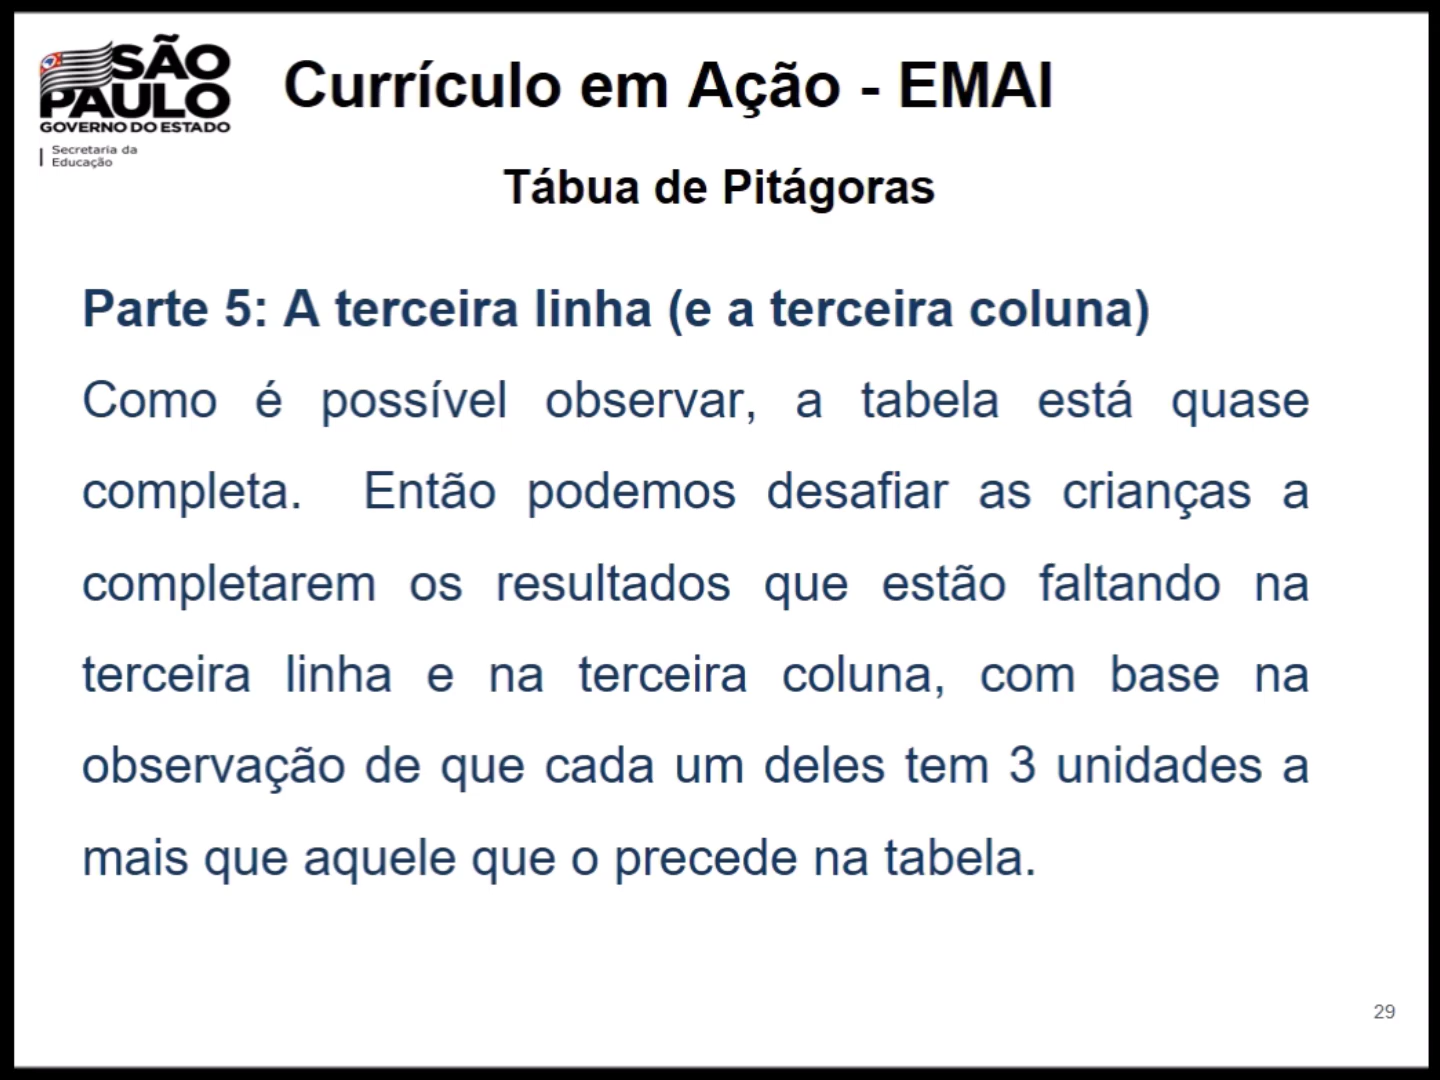 SÃO
PAULO
GOVERNO DO ESTADO
Secretaria da
Educação
Currículo em Ação - EMAI
Tábua de Pitágoras
Parte 5: A terceira linha (e a terceira coluna)
Como é possível observar, a tabela está quase
completa. Então podemos desafiar as crianças a
completarem os resultados que estão faltando na
terceira linha e na terceira coluna, com base na
observação de que cada um deles tem 3 unidades a
mais que aquele que o precede na tabela.
29